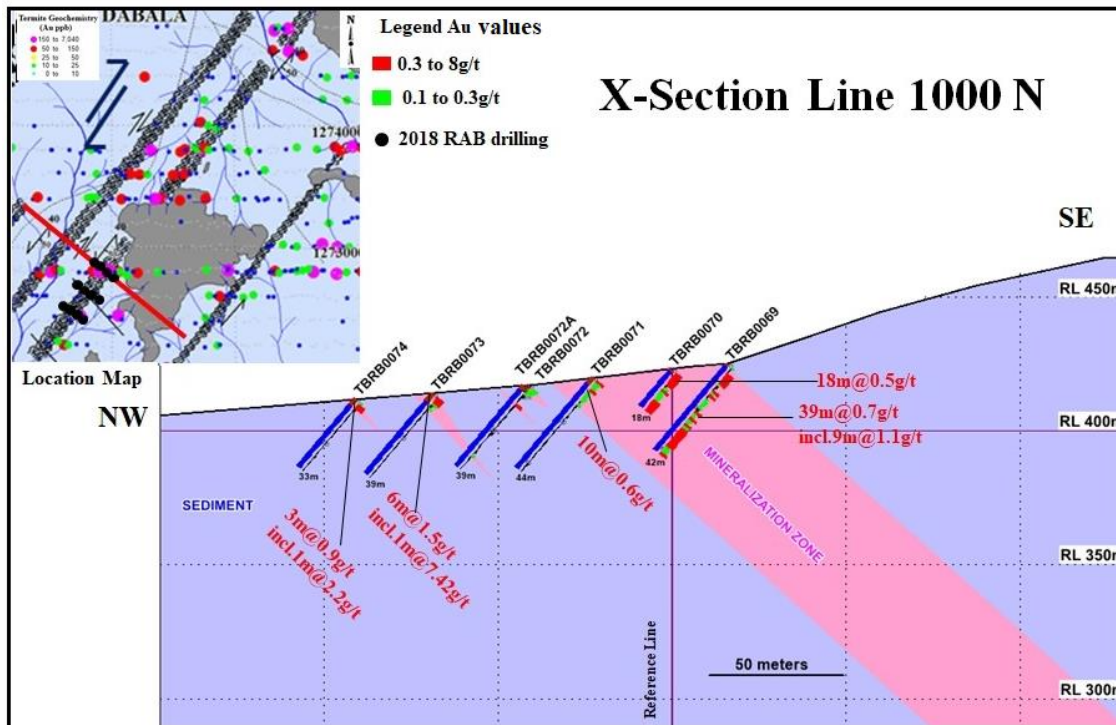 DABALA
Termite Geochemistry
(Au ppb)
150 to 7,040
50 to 150
25 to 50
10 to 25
0 to 10
N
1274000
1273000
40
50
Location Map
Legend Au values
0.3 to 8g/t
0.1 to 0.3g/t
2018 RAB drilling
X-Section Line 1000 N
NW
SE
RL 450m
RL 400m
RL 350m
RL 300m
TBRB0074
TBRB0073
TBRB0072A
TBRB0072
TBRB0071
TBRB0070
TBRB0069
33m
39m
39m
44m
18m
42m
18m@0.5g/t
39m@0.7g/t
incl.9m@1.1g/t
10m@0.6g/t
6m@1.5g/t
incl.1m@7.42g/t
3m@0.9g/t
incl.1m@2.2g/t
SEDIMENT
MINERALIZATION
ZONE
Reference Line
50 meters